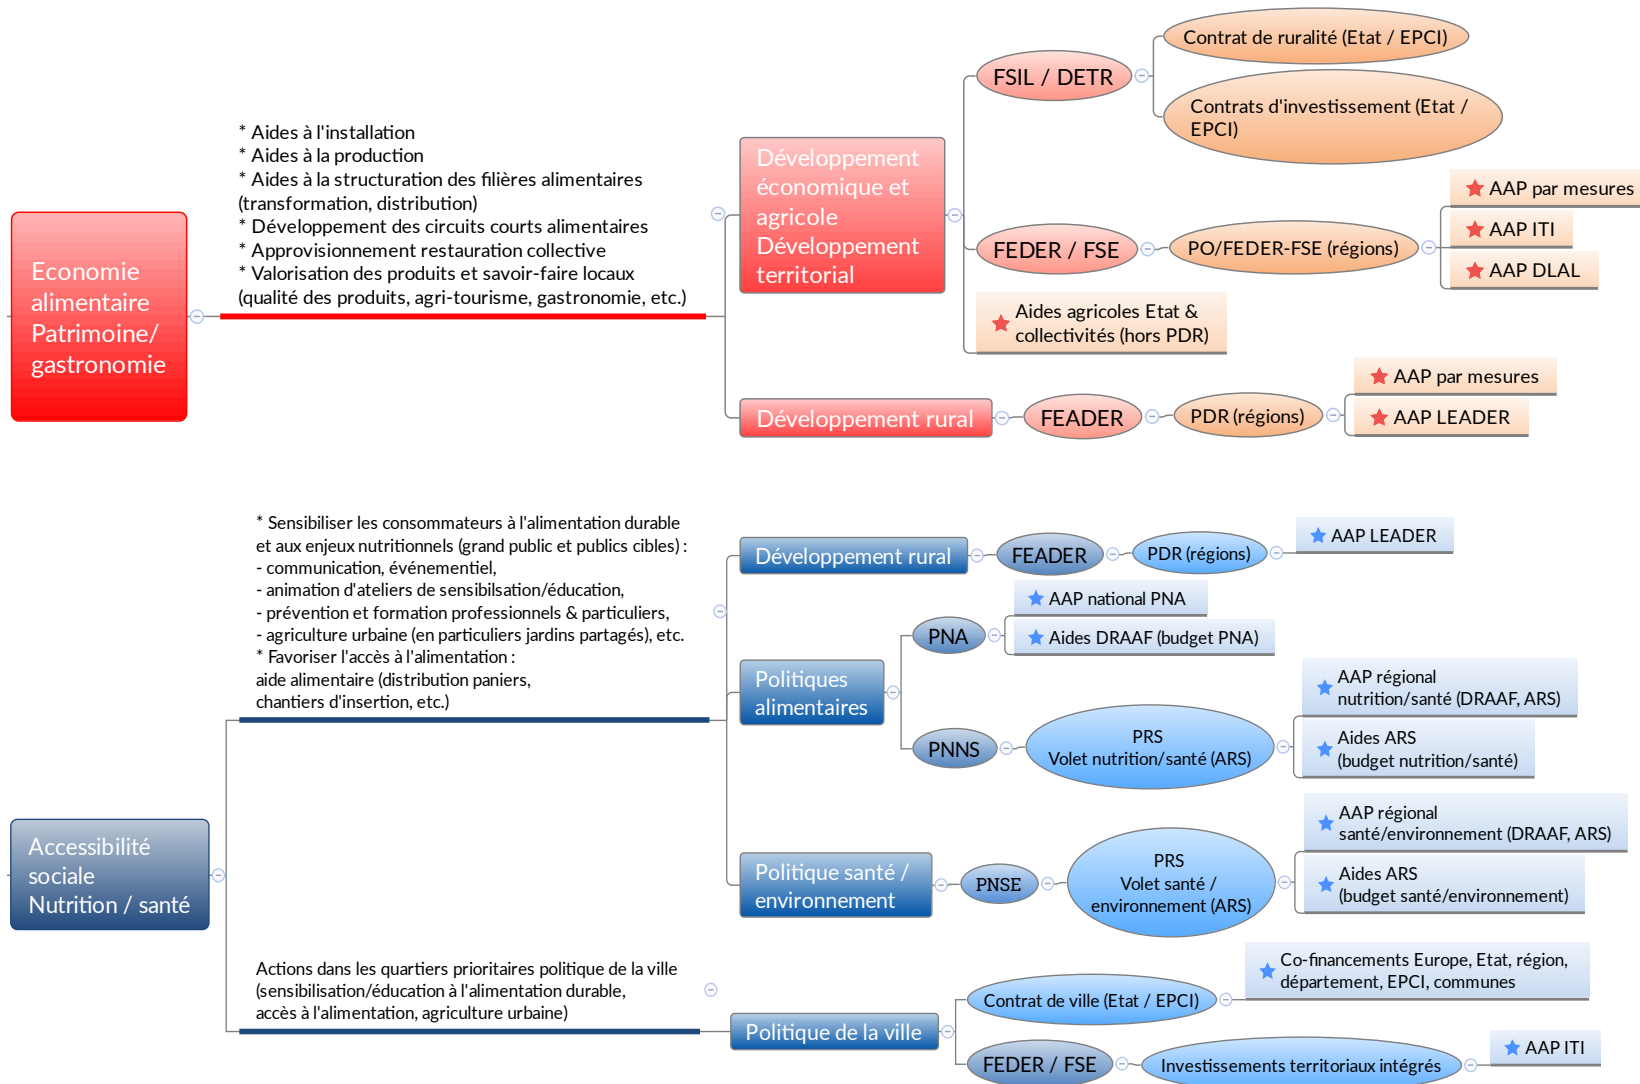 Economie
alimentaire
Patrimoine/
gastronomie
* Aides à l'installation
* Aides à la production
* Aides à la structuration des filières alimentaires
(transformation, distribution)
* Développement des circuits courts alimentaires
* Approvisionnement restauration collective
* Valorisation des produits et savoir-faire locaux
(qualité des produits, agri-tourisme, gastronomie, etc.)
Développement
économique et
agricole
Développement
territorial
FSIL / DETR
Contrat de ruralité (Etat / EPCI)
Contrats d'investissement (Etat /
EPCI)
FEDER / FSE
PO/FEDER-FSE (régions)
AAP par mesures
AAP ITI
AAP DLAL
Aides agricoles Etat &
collectivités (hors PDR)
Développement rural
FEADER
PDR (régions)
AAP par mesures
AAP LEADER
Accessibilité
sociale
Nutrition / santé
* Sensibiliser les consommateurs à l'alimentation durable
et aux enjeux nutritionnels (grand public et publics cibles) :
- communication, événementiel,
- animation d'ateliers de sensibilsation/éducation,
- prévention et formation professionnels & particuliers,
- agriculture urbaine (en particuliers jardins partagés), etc.
* Favoriser l'accès à l'alimentation :
aide alimentaire (distribution paniers,
chantiers d'insertion, etc.)
Développement rural
FEADER
PDR (régions)
AAP LEADER
Politiques
alimentaires
PNA
AAP national PNA
Aides DRAAF (budget PNA)
PNNS
PRS
Volet nutrition/santé (ARS)
AAP régional
nutrition/santé (DRAAF, ARS)
Aides ARS
(budget nutrition/santé)
Politique santé /
environnement
PNSE
PRS
Volet santé /
environnement (ARS)
AAP régional
santé/environnement (DRAAF, ARS)
Aides ARS
(budget santé/environnement)
Actions dans les quartiers prioritaires politique de la ville
(sensibilisation/éducation à l'alimentation durable,
accès à l'alimentation, agriculture urbaine)
Politique de la ville
Contrat de ville (Etat / EPCI)
Co-financements Europe, Etat, région,
département, EPCI, communes
FEDER / FSE
Investissements territoriaux intégrés
AAP ITI